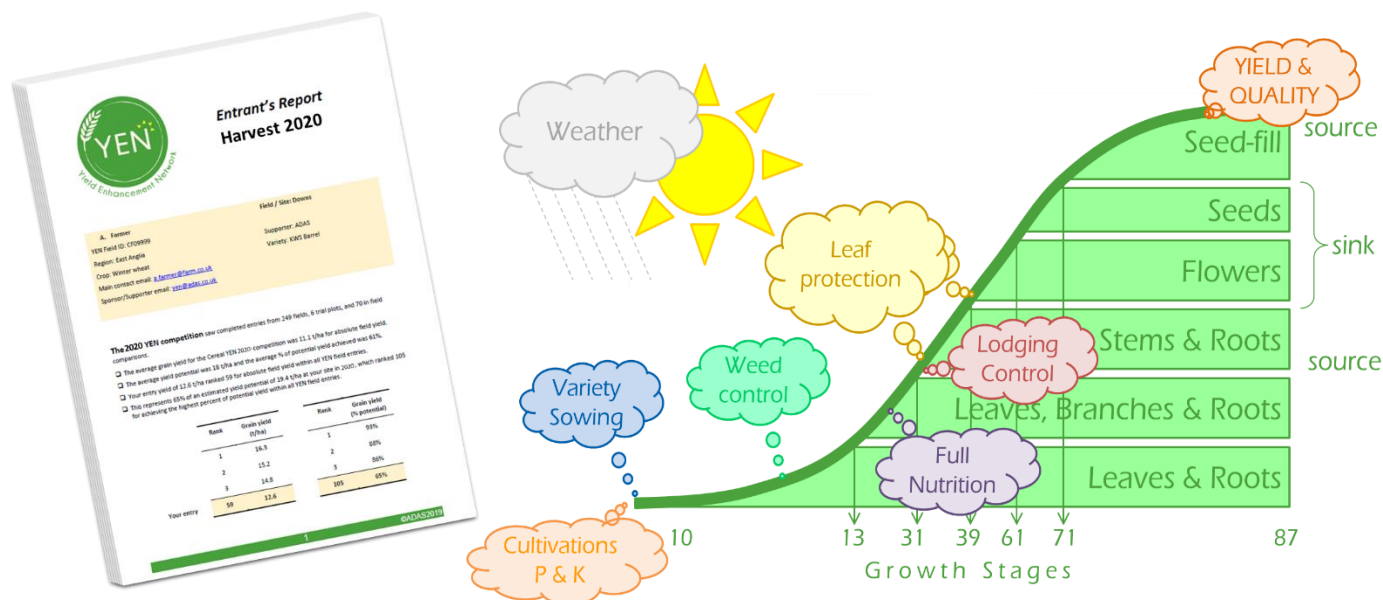 YEN
Yield Enhancement Network
Entrant's Report
Harvest 2020
Field / Site: Downs
A. Farmer
YEN Field ID: CF09999
Supporter: ADAS
Region: East Anglia
Variety: KWS Barrel
Crop: Winter wheat
Main contact email: a.farmer@farm.co.uk
Sponsor/Supporter email: yen@adas.co.uk
The 2020 YEN competition saw completed entries from 249 fields, 6 trial plots, and 70 in field
comparisons.
The average grain yield for the Cereal YEN 2020 competition was 11.1 t/ha for absolute field yield.
The average yield potential was 18 t/ha and the average % of potential yield achieved was 61%.
Your entry yield of 12.6 t/ha ranked 59 for absolute field yield within all YEN field entries.
This represents 65% of an estimated yield potential of 19.4 t/ha at your site in 2020, which ranked 105
for achieving the highest percent of potential yield within all YEN field entries.
Rank Grain yield (t/ha)
1 16.3
2 15.2
3 14.8
Your entry 59 12.6
Rank Grain yield (% potential)
1 93%
2 88%
3 86%
105 65%
1
©ADAS2019
Weather
YIELD &
QUALITY
source
Seed-fill
Seeds
sink
Flowers
Leaf
protection
Stems & Roots
source
Lodging
Control
Leaves, Branches & Roots
Weed
control
Variety
Sowing
Full
Nutrition
Leaves & Roots
Cultivations
P & K
10 13 31 39 61 71 87
Growth Stages